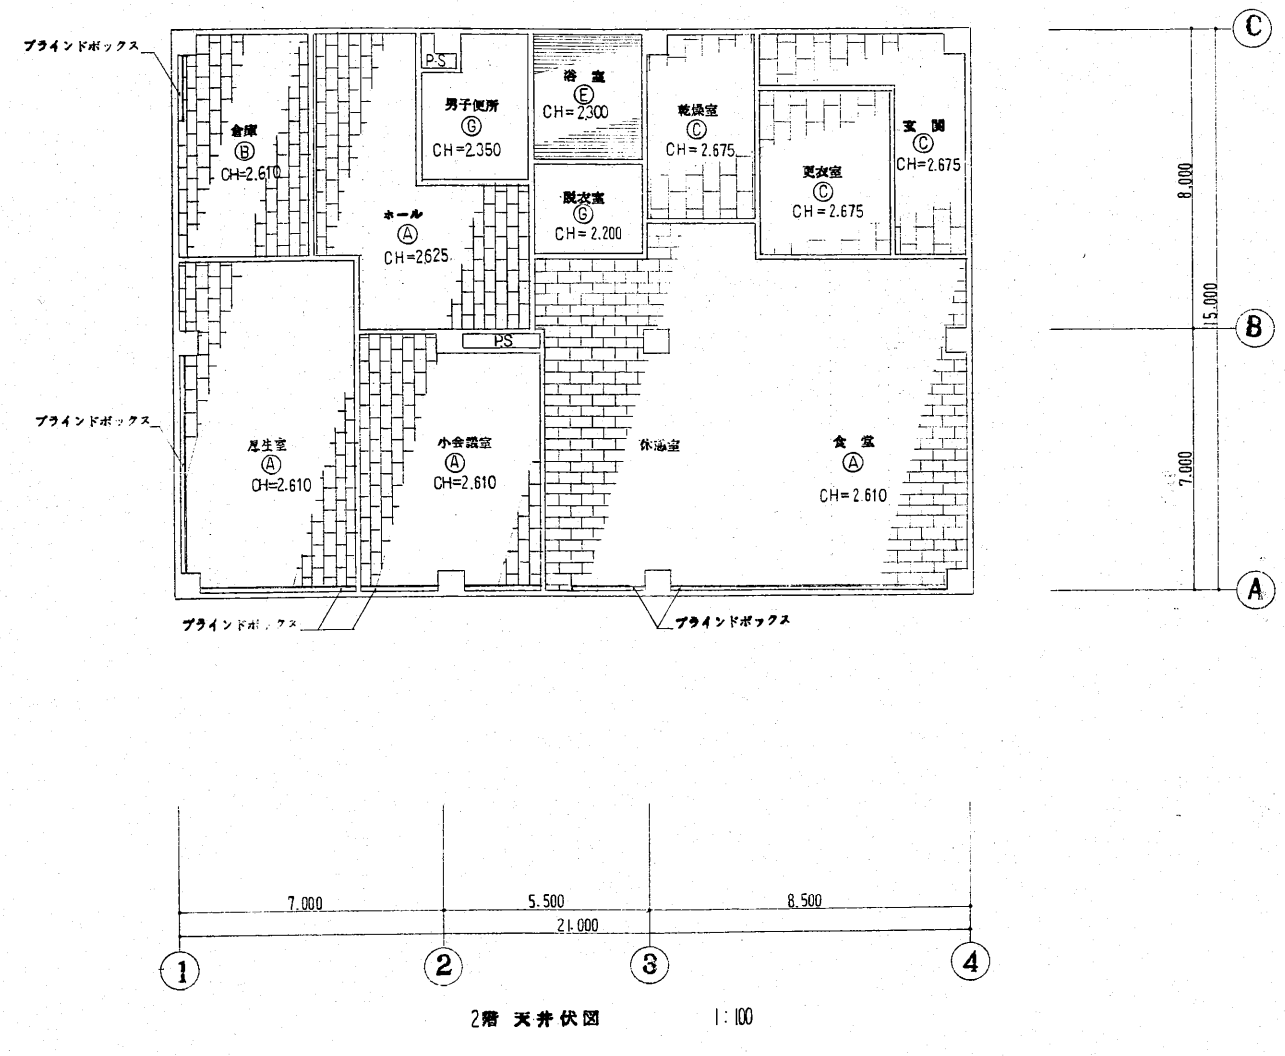 C
ブラインドボックス
P.S
浴 室
E
CH=2,300
男子便所
G
CH=2.350
乾燥室
C
CH=2.675
玄 関
C
CH=2.675
倉庫
B
CH=2.610
更衣室
C
CH=2.675
8,000
脱衣室
G
CH=2.200
ホール
A
CH=2,625
15.000
B
P.S
ブラインドボックス
厚生室
A
CH=2.610
小会議室
A
CH=2.610
休憩室
食 堂
A
CH=2.610
7.000
A
ブラインドボックス
ブラインドボックス
7.000
5.500
8.500
21.000
1
2
3
4
2階 天井伏図 1:100